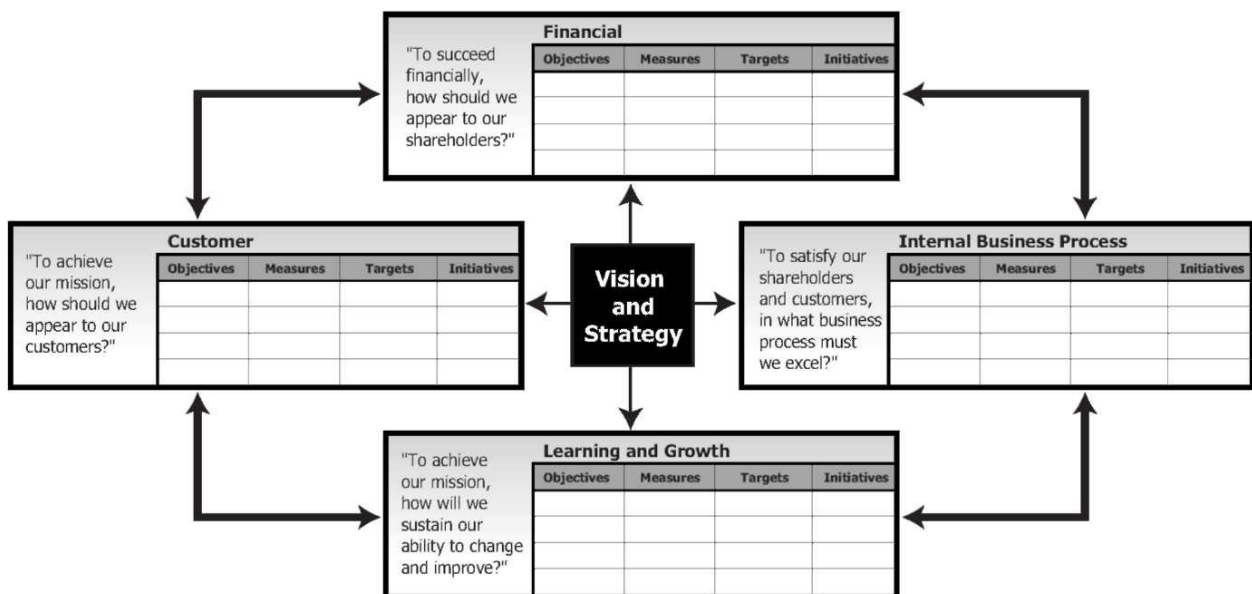 Financial
"To succeed
financially,
how should we
appear to our
shareholders?"
Objectives Measures Targets Initiatives
Customer
"To achieve
our mission,
how should we
appear to our
customers?"
Objectives Measures Targets Initiatives
Vision
and
Strategy
Internal Business Process
"To satisfy our
shareholders
and customers,
in what business
process must
we excel?"
Objectives Measures Targets Initiatives
Learning and Growth
"To achieve
our mission,
how will we
sustain our
ability to change
and improve?"
Objectives Measures Targets Initiatives